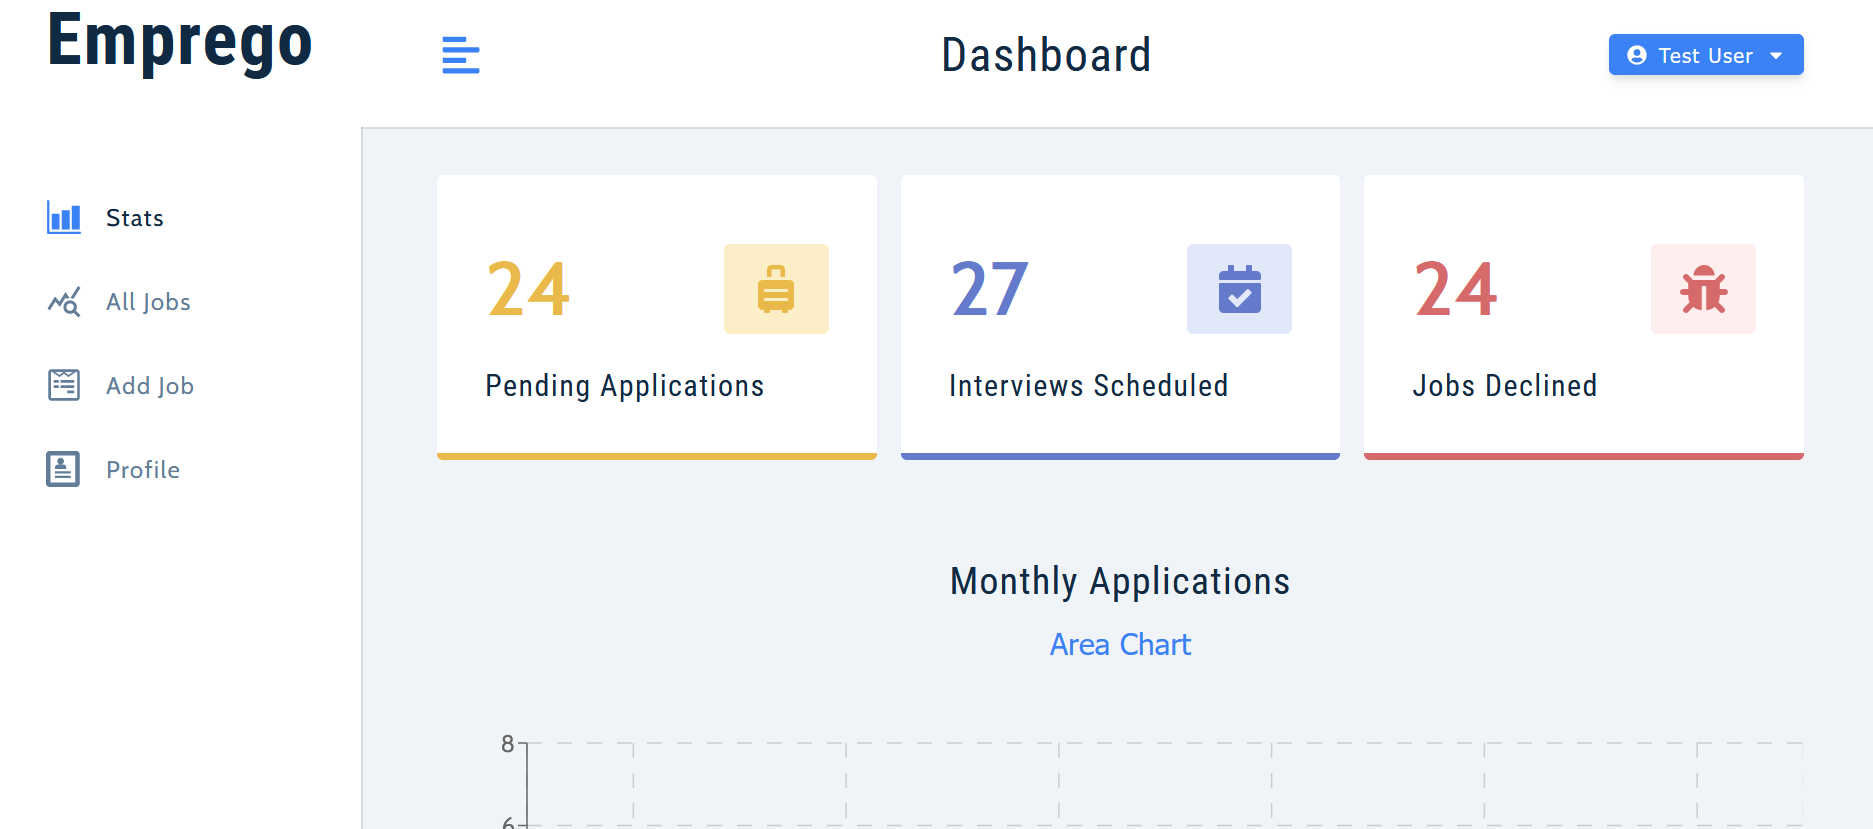 Emprego
Dashboard
Test User
Stats
All Jobs
Add Job
Profile
24
Pending Applications
27
Interviews Scheduled
24
Jobs Declined
Monthly Applications
Area Chart
8
6